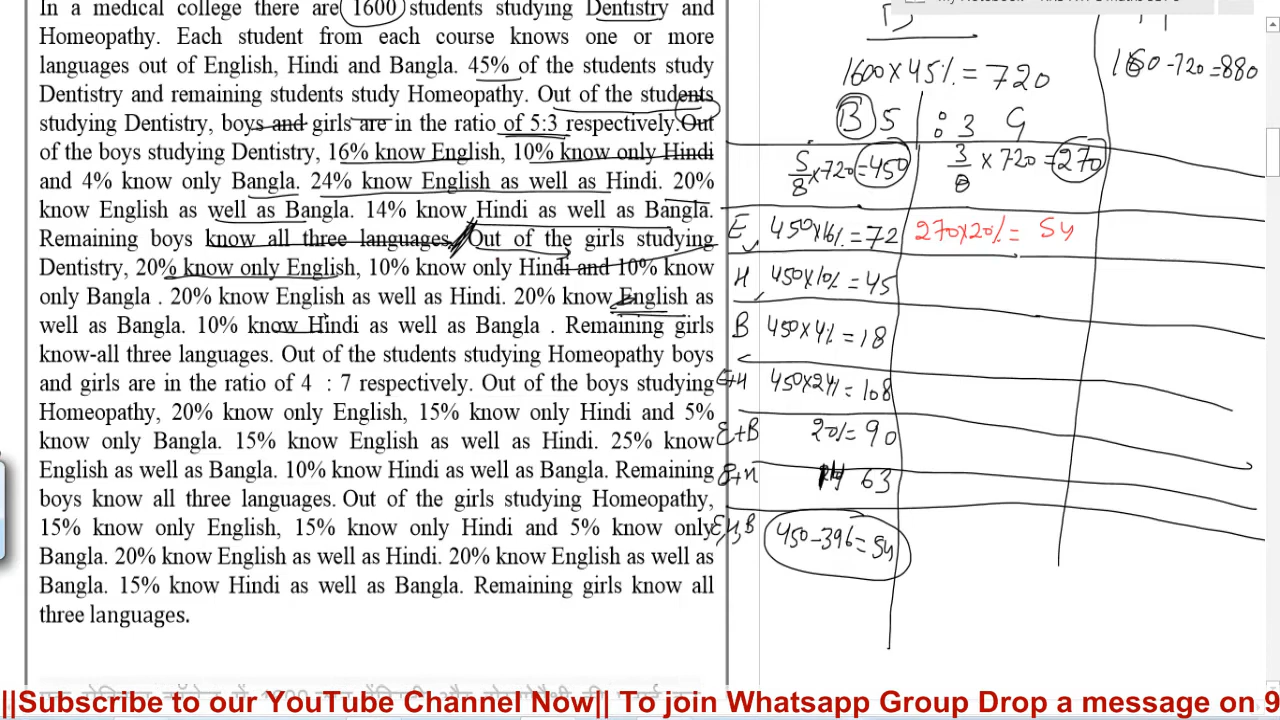 In a medical college there are 1600 students studying Dentistry and
Homeopathy. Each student from each course knows one or more
languages out of English, Hindi and Bangla. 45% of the students study
Dentistry and remaining students study Homeopathy. Out of the students
studying Dentistry, boys and girls are in the ratio of 5:3 respectively.Out
of the boys studying Dentistry, 16% know English, 10% know only Hindi
and 4% know only Bangla. 24% know English as well as Hindi. 20%
know English as well as Bangla. 14% know Hindi as well as Bangla.
Remaining boys know all three languages. Out of the girls studying
Dentistry, 20% know only English, 10% know only Hindi and 10% know
only Bangla . 20% know English as well as Hindi. 20% know English as
well as Bangla. 10% know Hindi as well as Bangla . Remaining girls
know-all three languages. Out of the students studying Homeopathy boys
and girls are in the ratio of 4 : 7 respectively. Out of the boys studying
Homeopathy, 20% know only English, 15% know only Hindi and 5%
know only Bangla. 15% know English as well as Hindi. 25% know
English as well as Bangla. 10% know Hindi as well as Bangla. Remaining
boys know all three languages. Out of the girls studying Homeopathy,
15% know only English, 15% know only Hindi and 5% know only
Bangla. 20% know English as well as Hindi. 20% know English as well as
Bangla. 15% know Hindi as well as Bangla. Remaining girls know all
three languages.
1600×45%=720
-720=880
B 5 : 3 G
5/8×720=450
3/8×720=270
E 450×16%=72
270×20%= 54
H 450×10%=45
B 450×4%=18
E+H 450×24%=108
E+B 20%=90
63
E,H,B 450-396=54
||Subscribe to our YouTube Channel Now|| To join Whatsapp Group Drop a message on 9